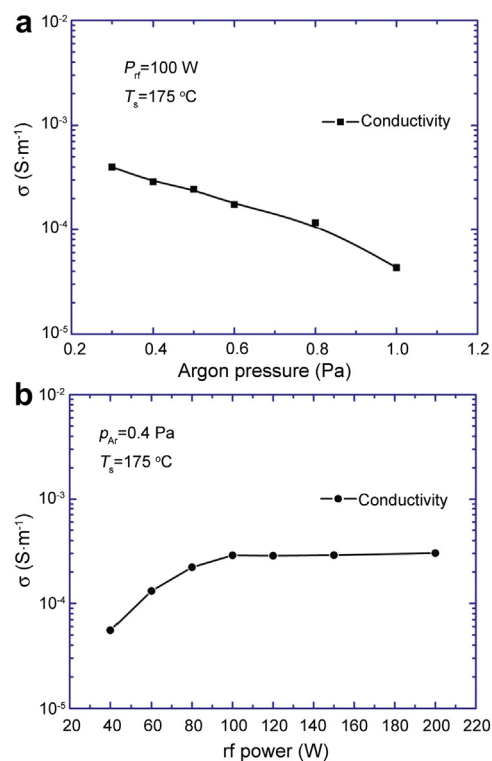 a
10⁻²
P_rf=100 W
T_s=175 °C
10⁻³
Conductivity
σ (S·m⁻¹)
10⁻⁴
10⁻⁵
0.2 0.4 0.6 0.8 1.0 1.2
Argon pressure (Pa)
b
10⁻²
p_Ar=0.4 Pa
T_s=175 °C
10⁻³
Conductivity
σ (S·m⁻¹)
10⁻⁴
10⁻⁵
20 40 60 80 100 120 140 160 180 200 220
rf power (W)